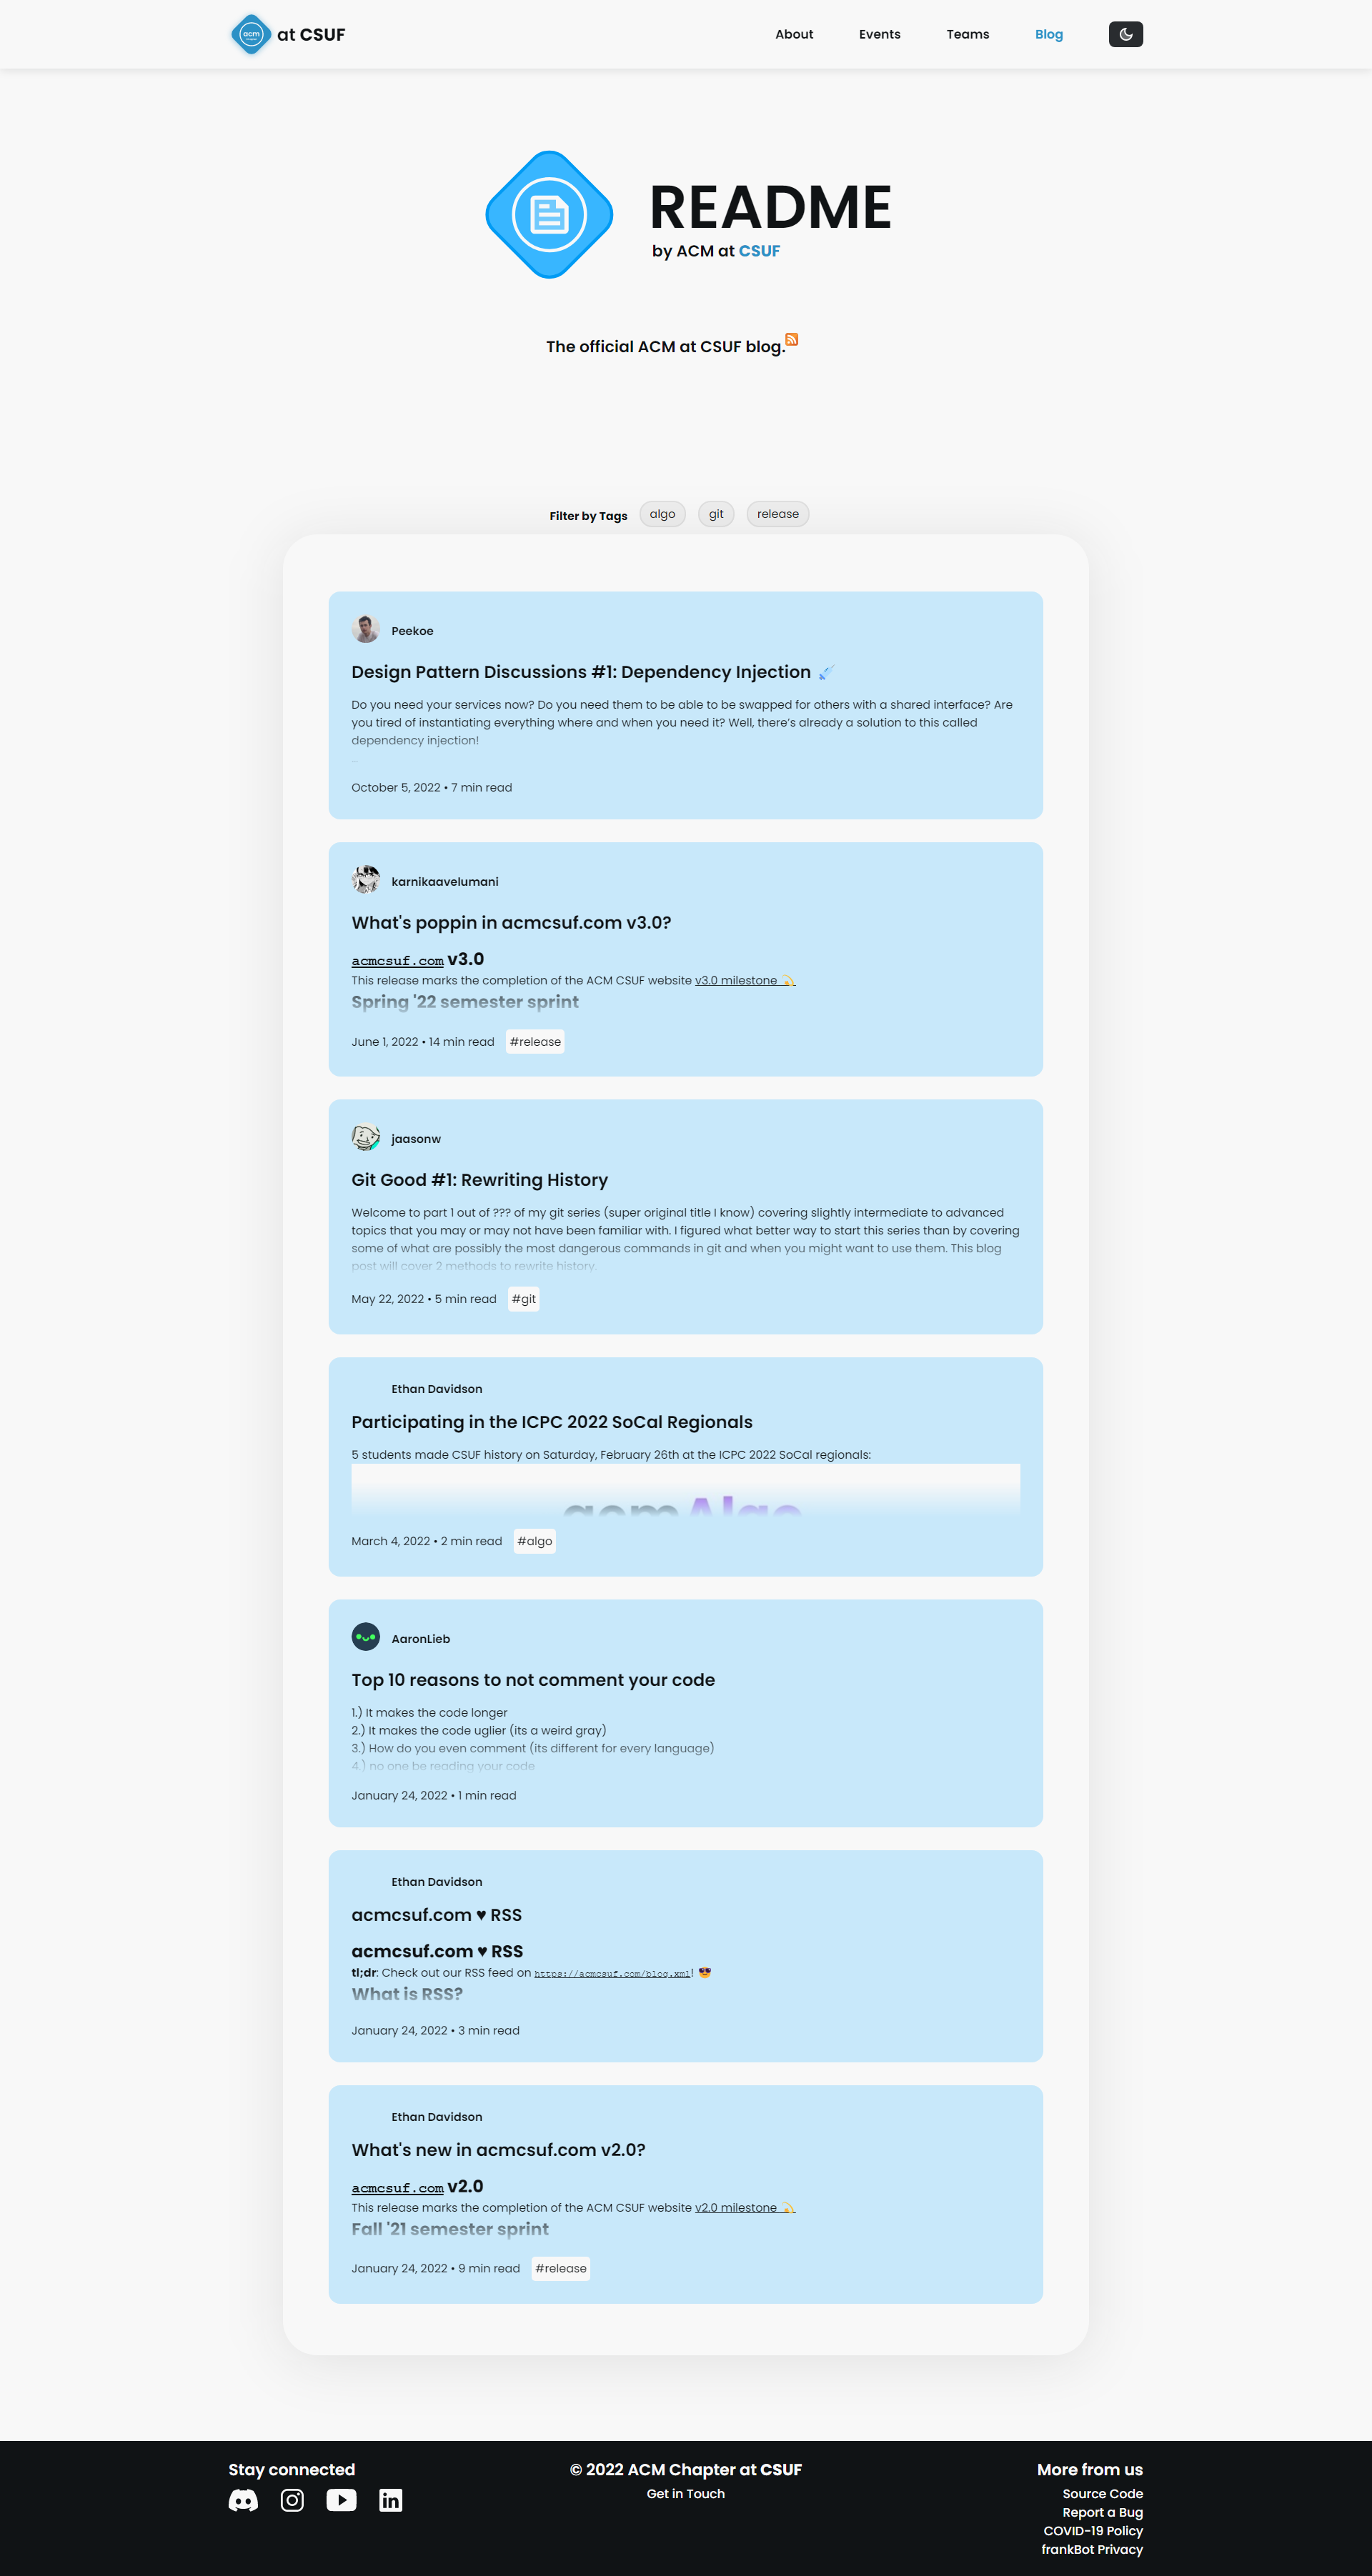 acm
at CSUF
About
Events
Teams
Blog
README
by ACM at CSUF
The official ACM at CSUF blog.
Filter by Tags
algo
git
release
Peekoe
Design Pattern Discussions #1: Dependency Injection 💉
Do you need your services now? Do you need them to be able to be swapped for others with a shared interface? Are
you tired of instantiating everything where and when you need it? Well, there's already a solution to this called
dependency injection!
October 5, 2022 • 7 min read
karnikaavelumani
What's poppin in acmcsuf.com v3.0?
acmcsuf.com v3.0
This release marks the completion of the ACM CSUF website v3.0 milestone 💫
Spring '22 semester sprint
June 1, 2022 • 14 min read #release
jaasonw
Git Good #1: Rewriting History
Welcome to part 1 out of ??? of my git series (super original title I know) covering slightly intermediate to advanced
topics that you may or may not have been familiar with. I figured what better way to start this series than by covering
some of what are possibly the most dangerous commands in git and when you might want to use them. This blog
post will cover 2 methods to rewrite history.
May 22, 2022 • 5 min read #git
Ethan Davidson
Participating in the ICPC 2022 SoCal Regionals
5 students made CSUF history on Saturday, February 26th at the ICPC 2022 SoCal regionals:
acm Algo
March 4, 2022 • 2 min read #algo
AaronLieb
Top 10 reasons to not comment your code
1.) It makes the code longer
2.) It makes the code uglier (its a weird gray)
3.) How do you even comment (its different for every language)
4.) no one be reading your code
January 24, 2022 • 1 min read
Ethan Davidson
acmcsuf.com ♥ RSS
acmcsuf.com ♥ RSS
tl;dr: Check out our RSS feed on https://acmcsuf.com/blog.xml! 😎
What is RSS?
January 24, 2022 • 3 min read
Ethan Davidson
What's new in acmcsuf.com v2.0?
acmcsuf.com v2.0
This release marks the completion of the ACM CSUF website v2.0 milestone 💫
Fall '21 semester sprint
January 24, 2022 • 9 min read #release
Stay connected
© 2022 ACM Chapter at CSUF
Get in Touch
More from us
Source Code
Report a Bug
COVID-19 Policy
frankBot Privacy